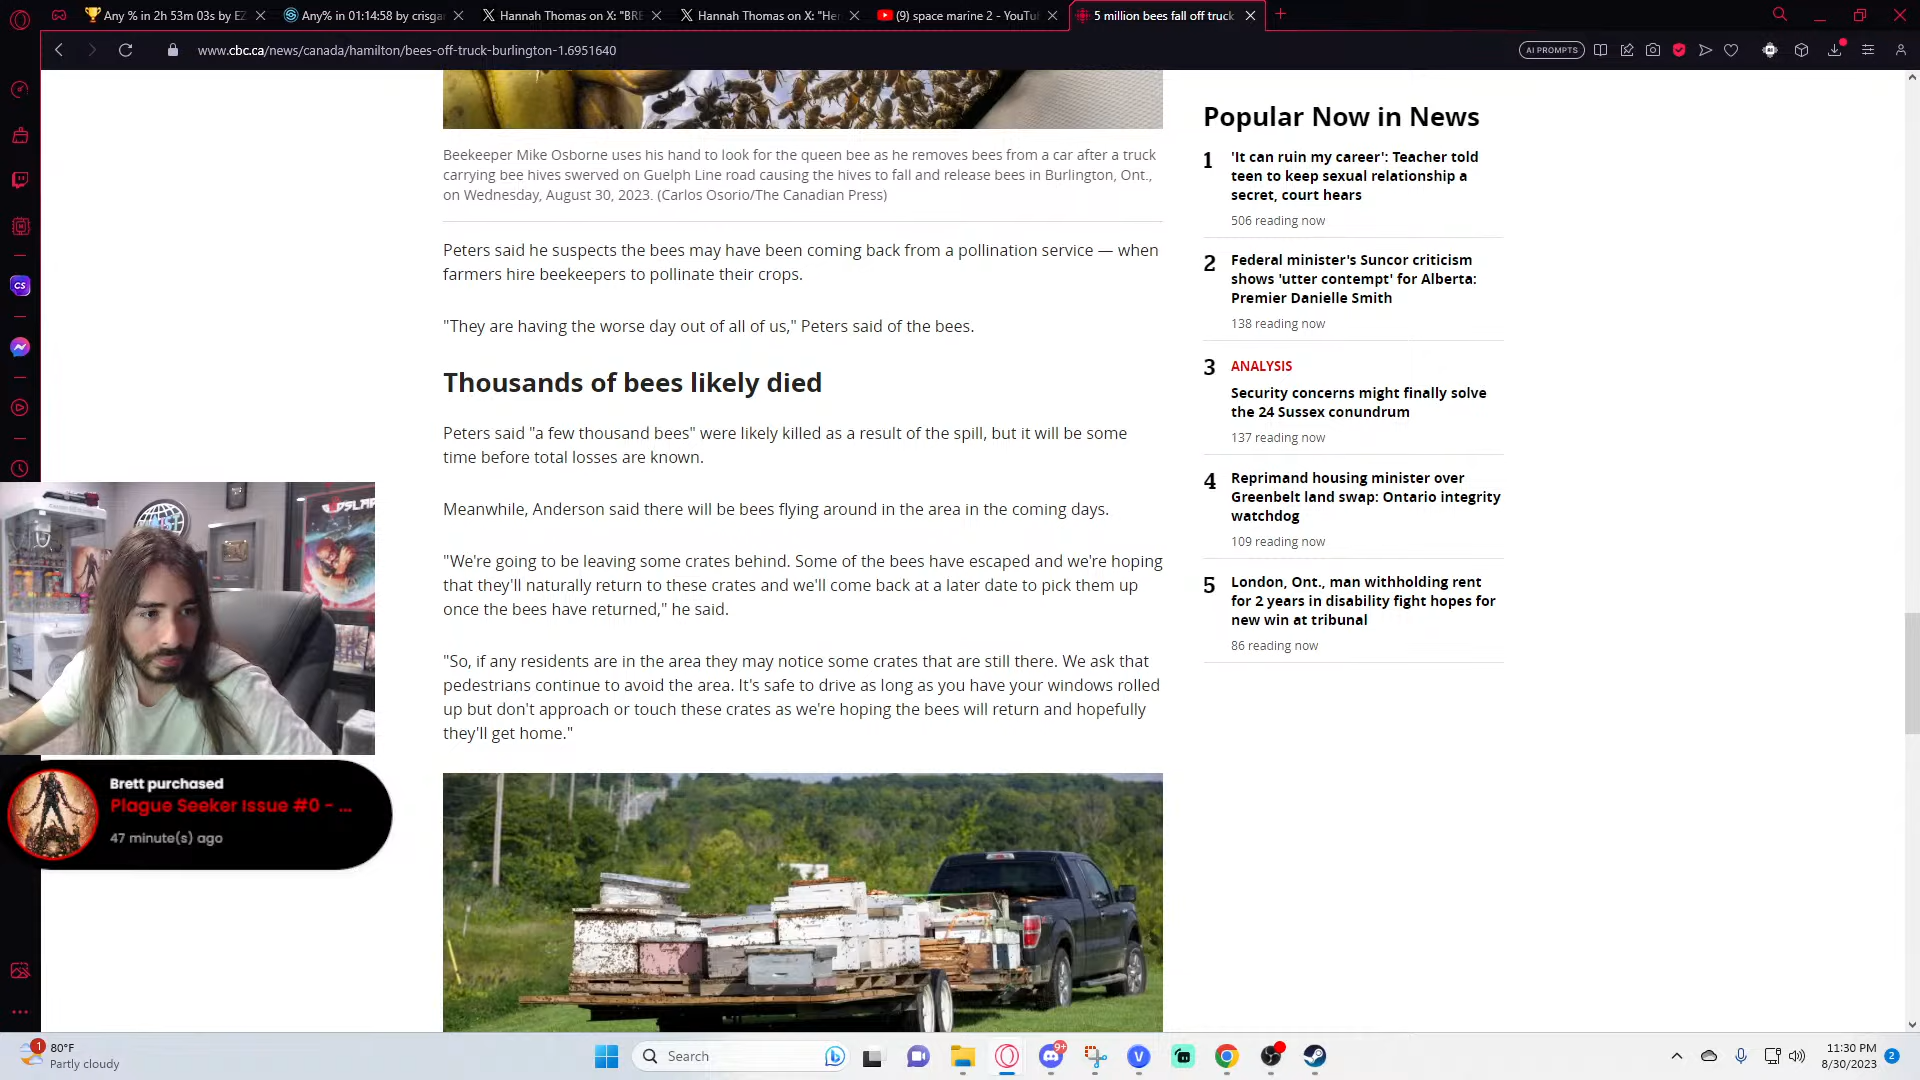 Any % in 2h 53m 03s by EZ
Any% in 01:14:58 by crisgar
Hannah Thomas on X: "BRE
Hannah Thomas on X: "Her
(9) space marine 2 - YouTu
5 million bees fall off truck
www.cbc.ca/news/canada/hamilton/bees-off-truck-burlington-1.6951640
AI PROMPTS
Beekeeper Mike Osborne uses his hand to look for the queen bee as he removes bees from a car after a truck
carrying bee hives swerved on Guelph Line road causing the hives to fall and release bees in Burlington, Ont.,
on Wednesday, August 30, 2023. (Carlos Osorio/The Canadian Press)
Peters said he suspects the bees may have been coming back from a pollination service — when
farmers hire beekeepers to pollinate their crops.
"They are having the worse day out of all of us," Peters said of the bees.
Thousands of bees likely died
Peters said "a few thousand bees" were likely killed as a result of the spill, but it will be some
time before total losses are known.
Meanwhile, Anderson said there will be bees flying around in the area in the coming days.
"We're going to be leaving some crates behind. Some of the bees have escaped and we're hoping
that they'll naturally return to these crates and we'll come back at a later date to pick them up
once the bees have returned," he said.
"So, if any residents are in the area they may notice some crates that are still there. We ask that
pedestrians continue to avoid the area. It's safe to drive as long as you have your windows rolled
up but don't approach or touch these crates as we're hoping the bees will return and hopefully
they'll get home."
Popular Now in News
1 'It can ruin my career': Teacher told
teen to keep sexual relationship a
secret, court hears
506 reading now
2 Federal minister's Suncor criticism
shows 'utter contempt' for Alberta:
Premier Danielle Smith
138 reading now
3 ANALYSIS
Security concerns might finally solve
the 24 Sussex conundrum
137 reading now
4 Reprimand housing minister over
Greenbelt land swap: Ontario integrity
watchdog
109 reading now
5 London, Ont., man withholding rent
for 2 years in disability fight hopes for
new win at tribunal
86 reading now
CS
Brett purchased
Plague Seeker Issue #0 - ...
47 minute(s) ago
1
80°F
Partly cloudy
Search
9+
11:30 PM
8/30/2023
2